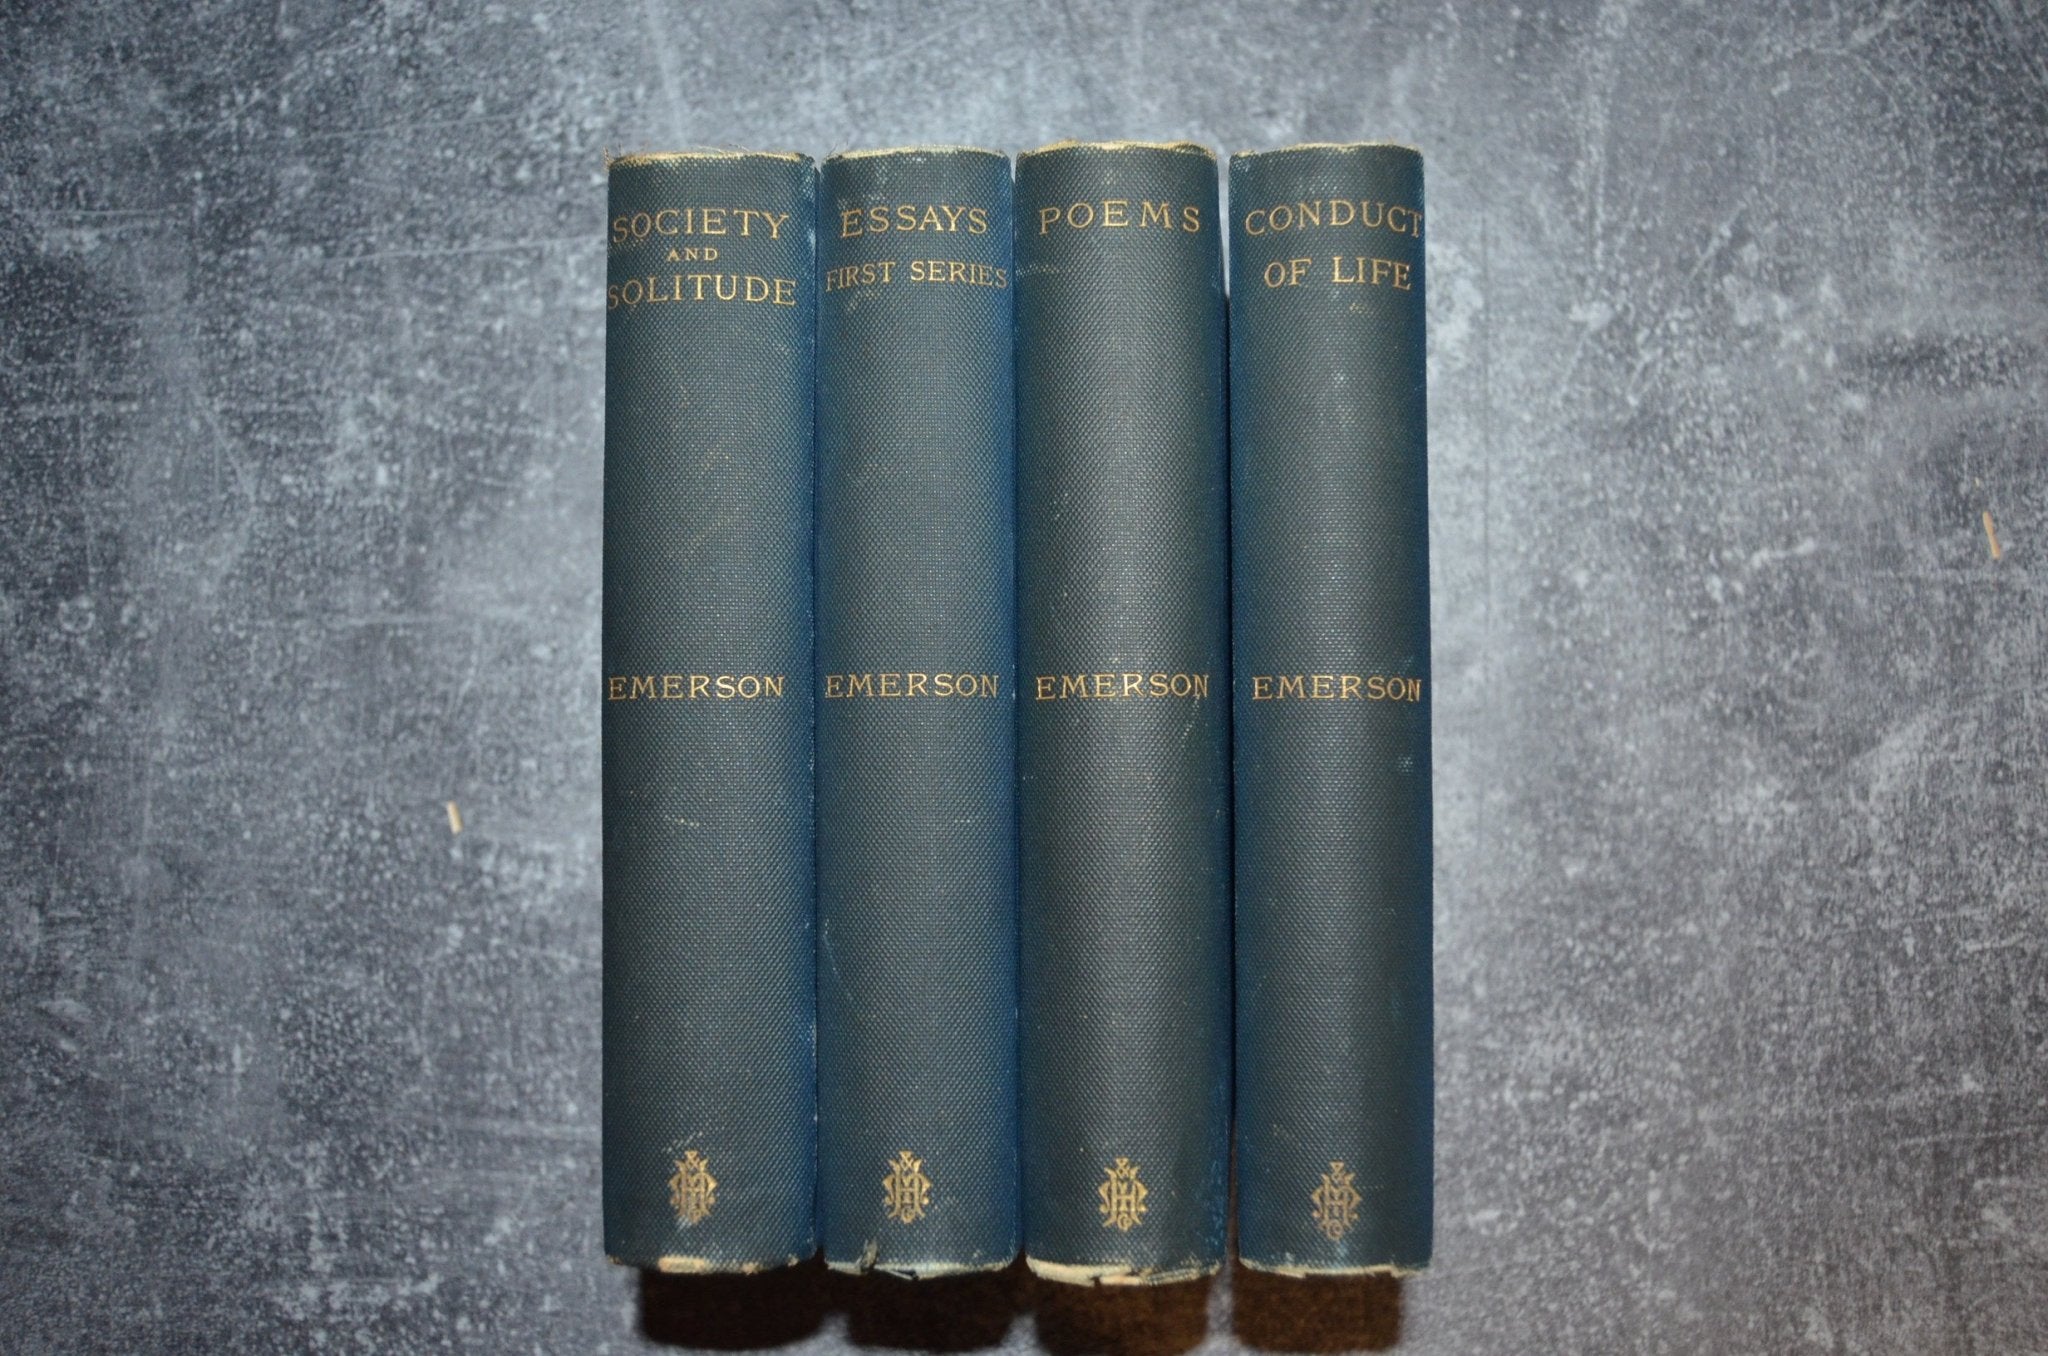 SOCIETY
AND
SOLITUDE
EMERSON
ESSAYS
FIRST SERIES
EMERSON
POEMS
EMERSON
CONDUCT
OF LIFE
EMERSON